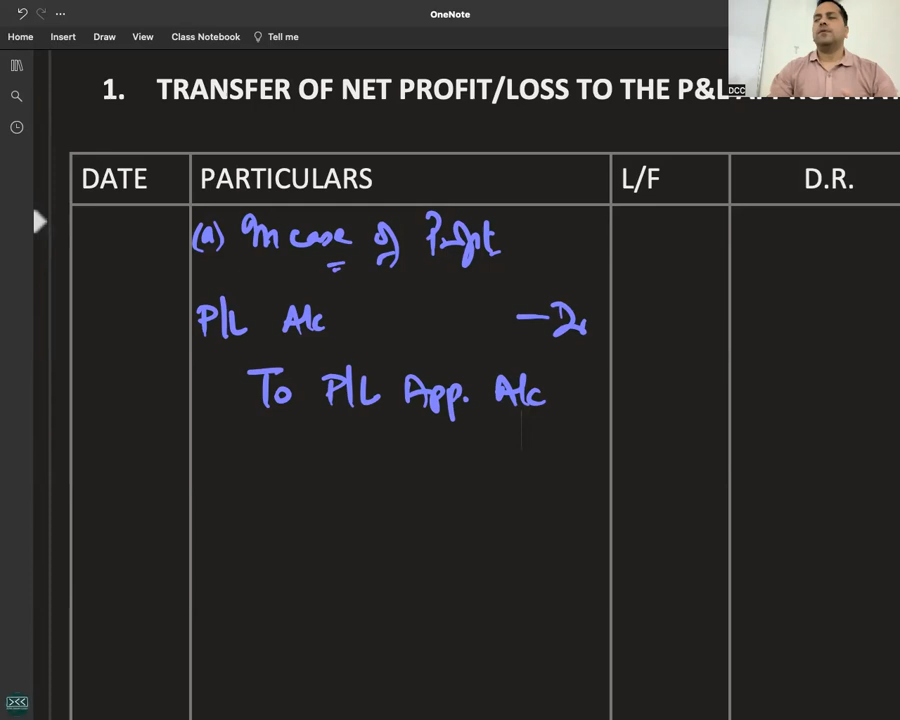 OneNote
Home Insert Draw View Class Notebook Tell me
DCC
1. TRANSFER OF NET PROFIT/LOSS TO THE P&L
DATE PARTICULARS L/F D.R.
(a) In case of Profit
P/L A/c — Dr
To P/L App. A/c